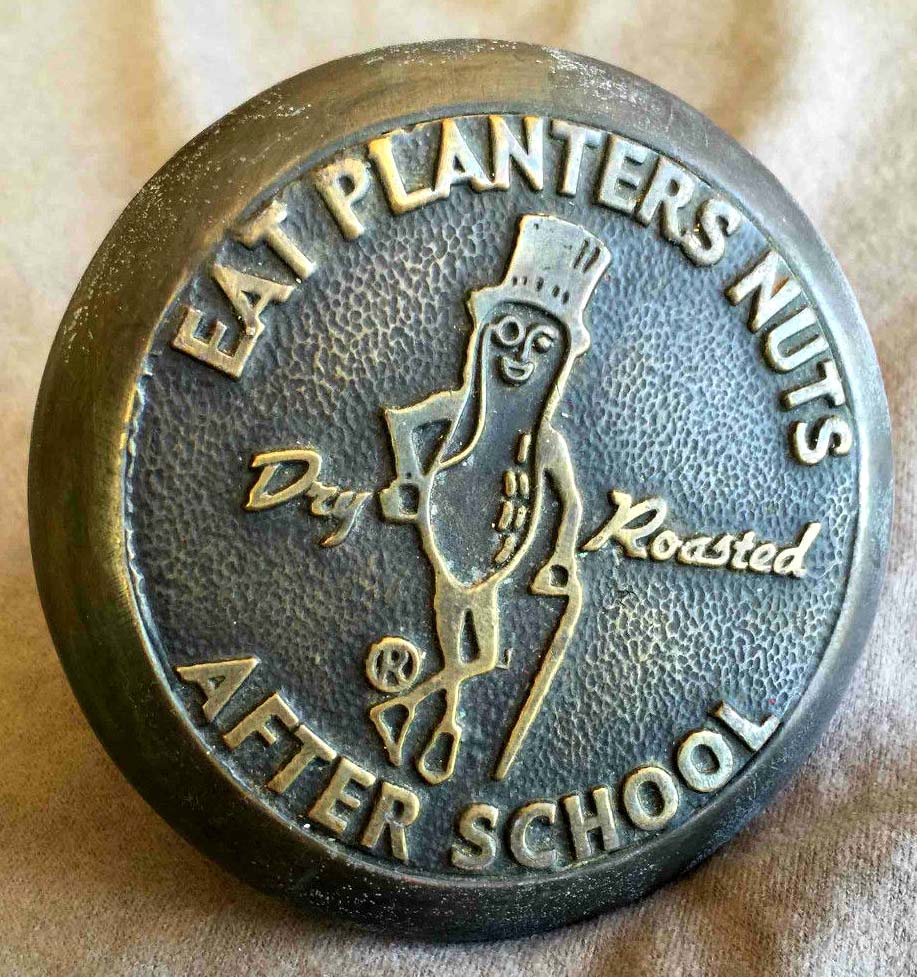 EAT PLANTERS NUTS
Dry Roasted
®
AFTER SCHOOL